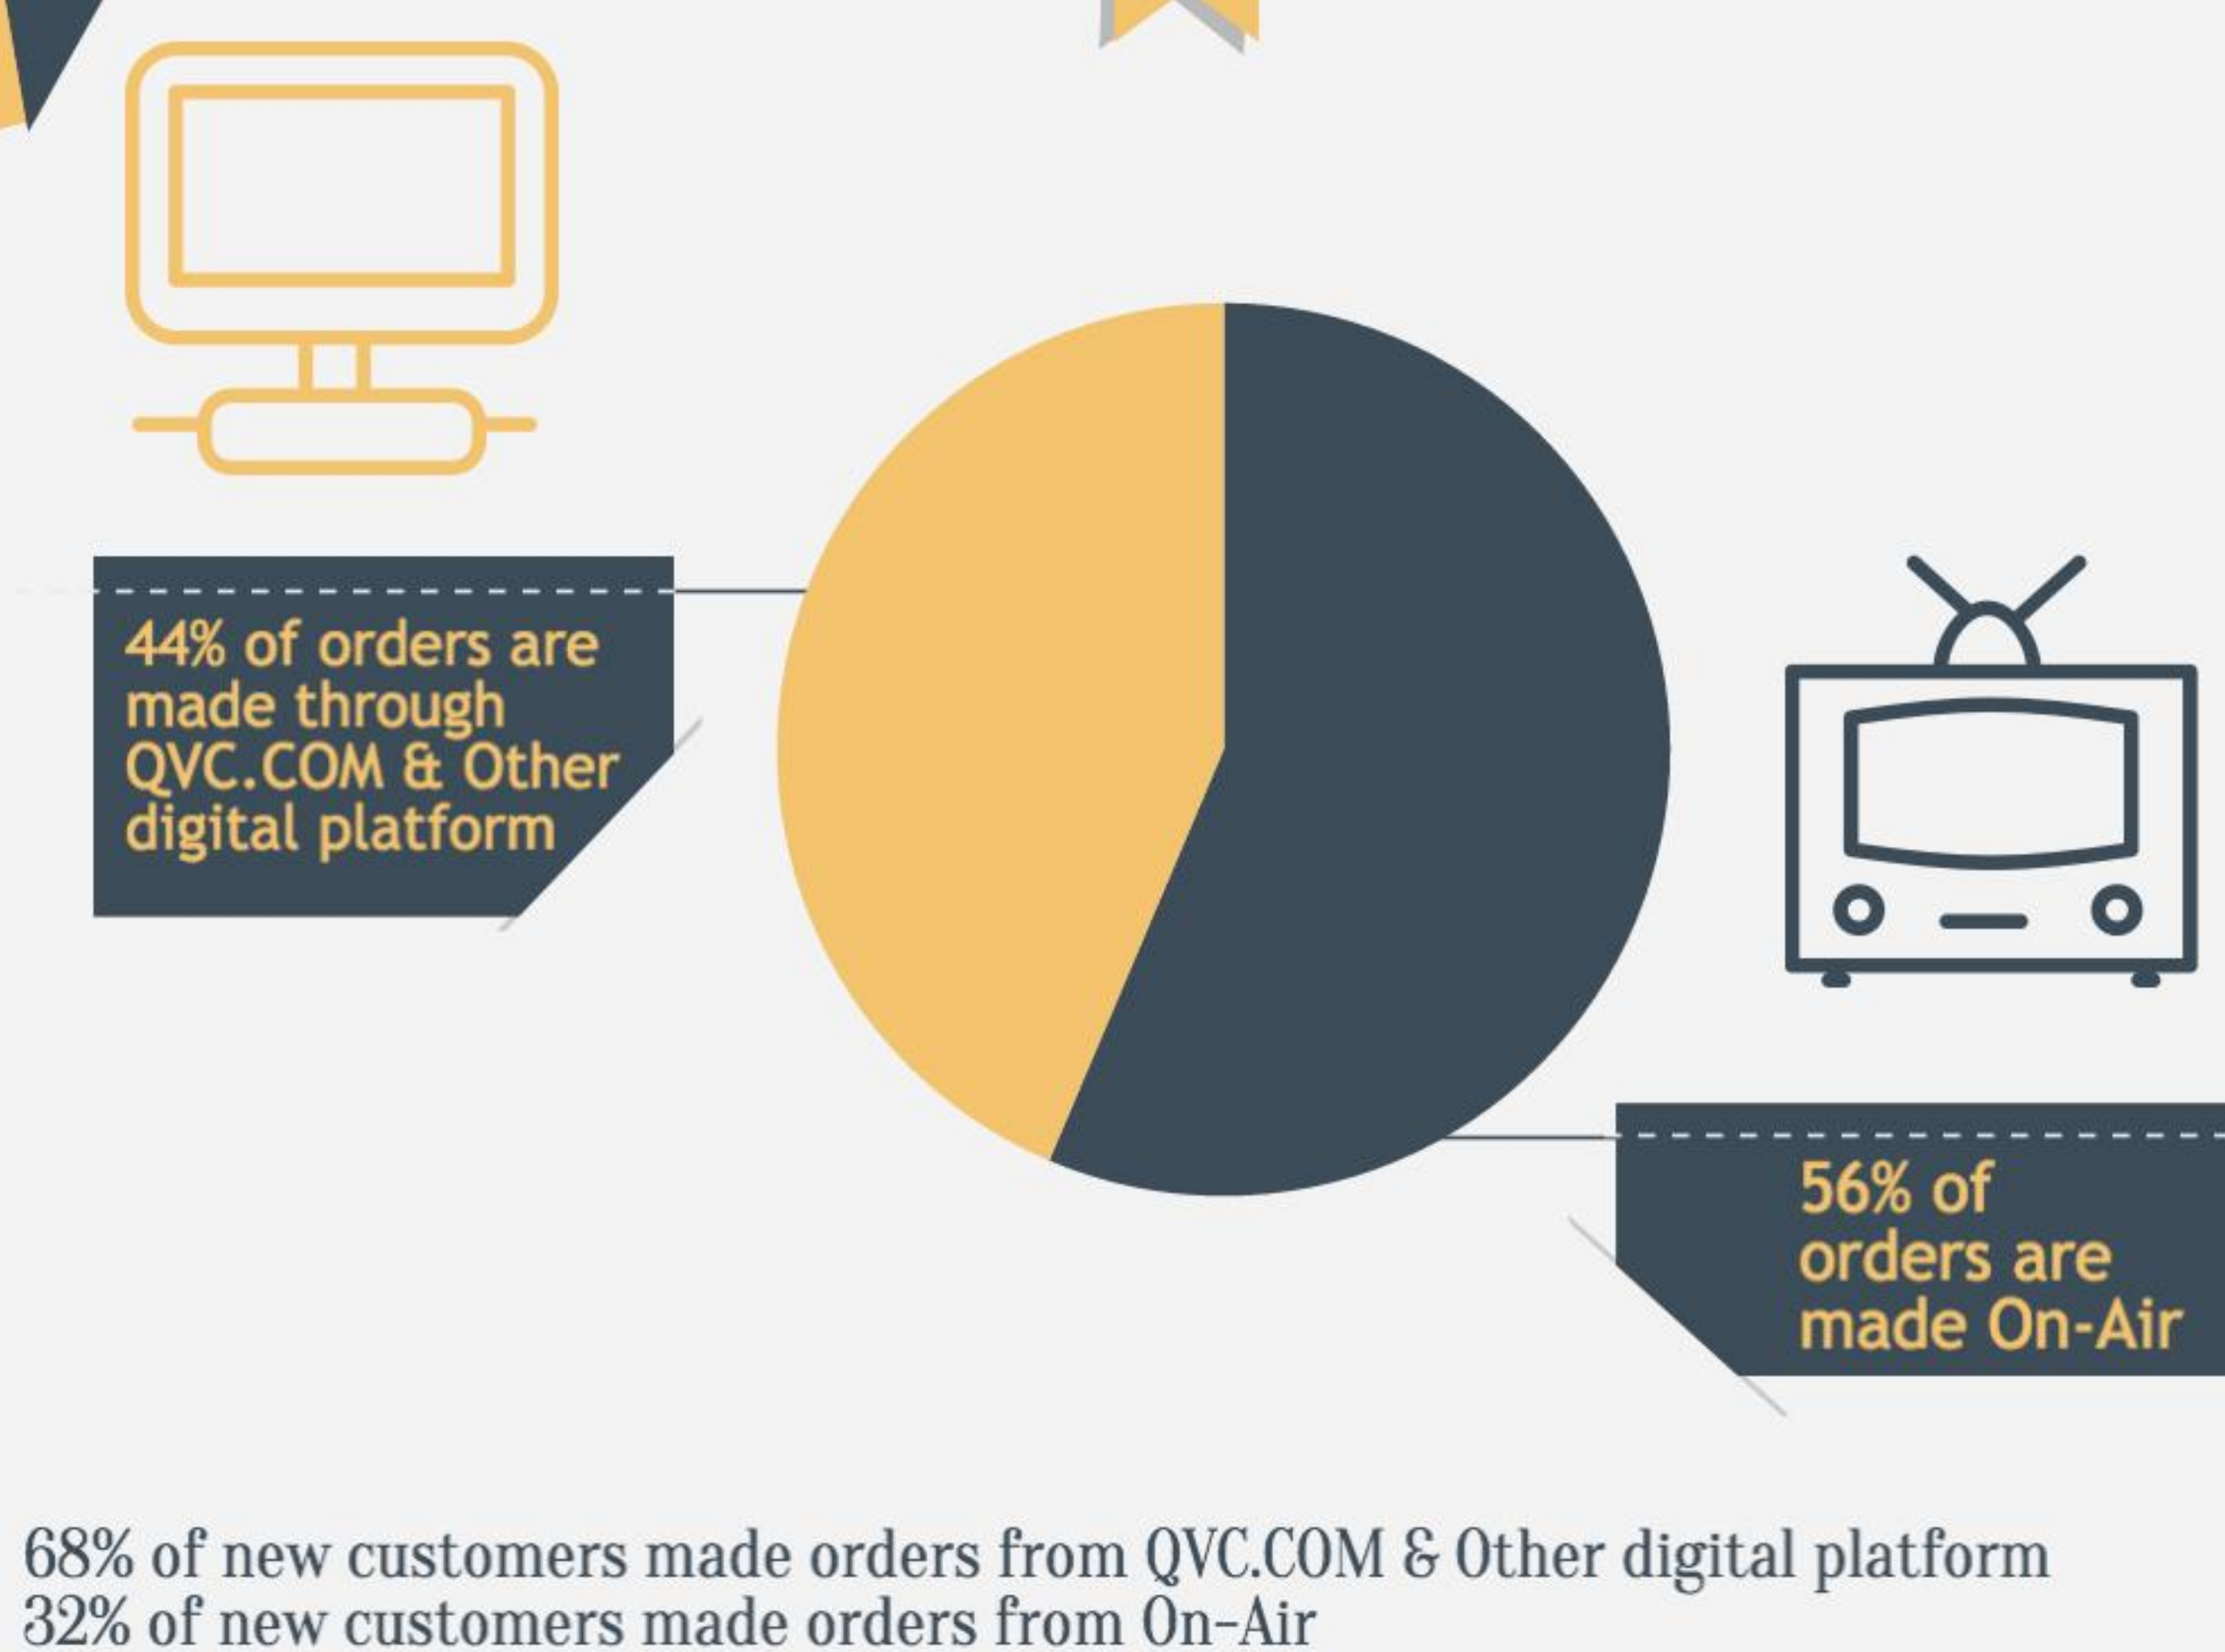 44% of orders are
made through
QVC.COM & Other
digital platform
56% of
orders are
made On-Air
68% of new customers made orders from QVC.COM & Other digital platform
32% of new customers made orders from On-Air